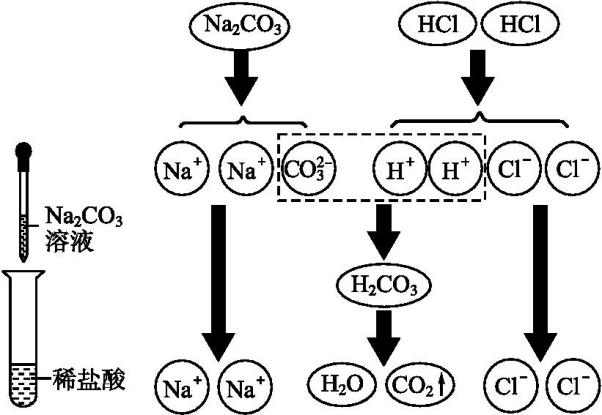 Na₂CO₃ HCl HCl
Na⁺ Na⁺ CO₃²⁻ H⁺ H⁺ Cl⁻ Cl⁻
Na₂CO₃
溶液
H₂CO₃
稀盐酸
Na⁺ Na⁺ H₂O CO₂↑ Cl⁻ Cl⁻